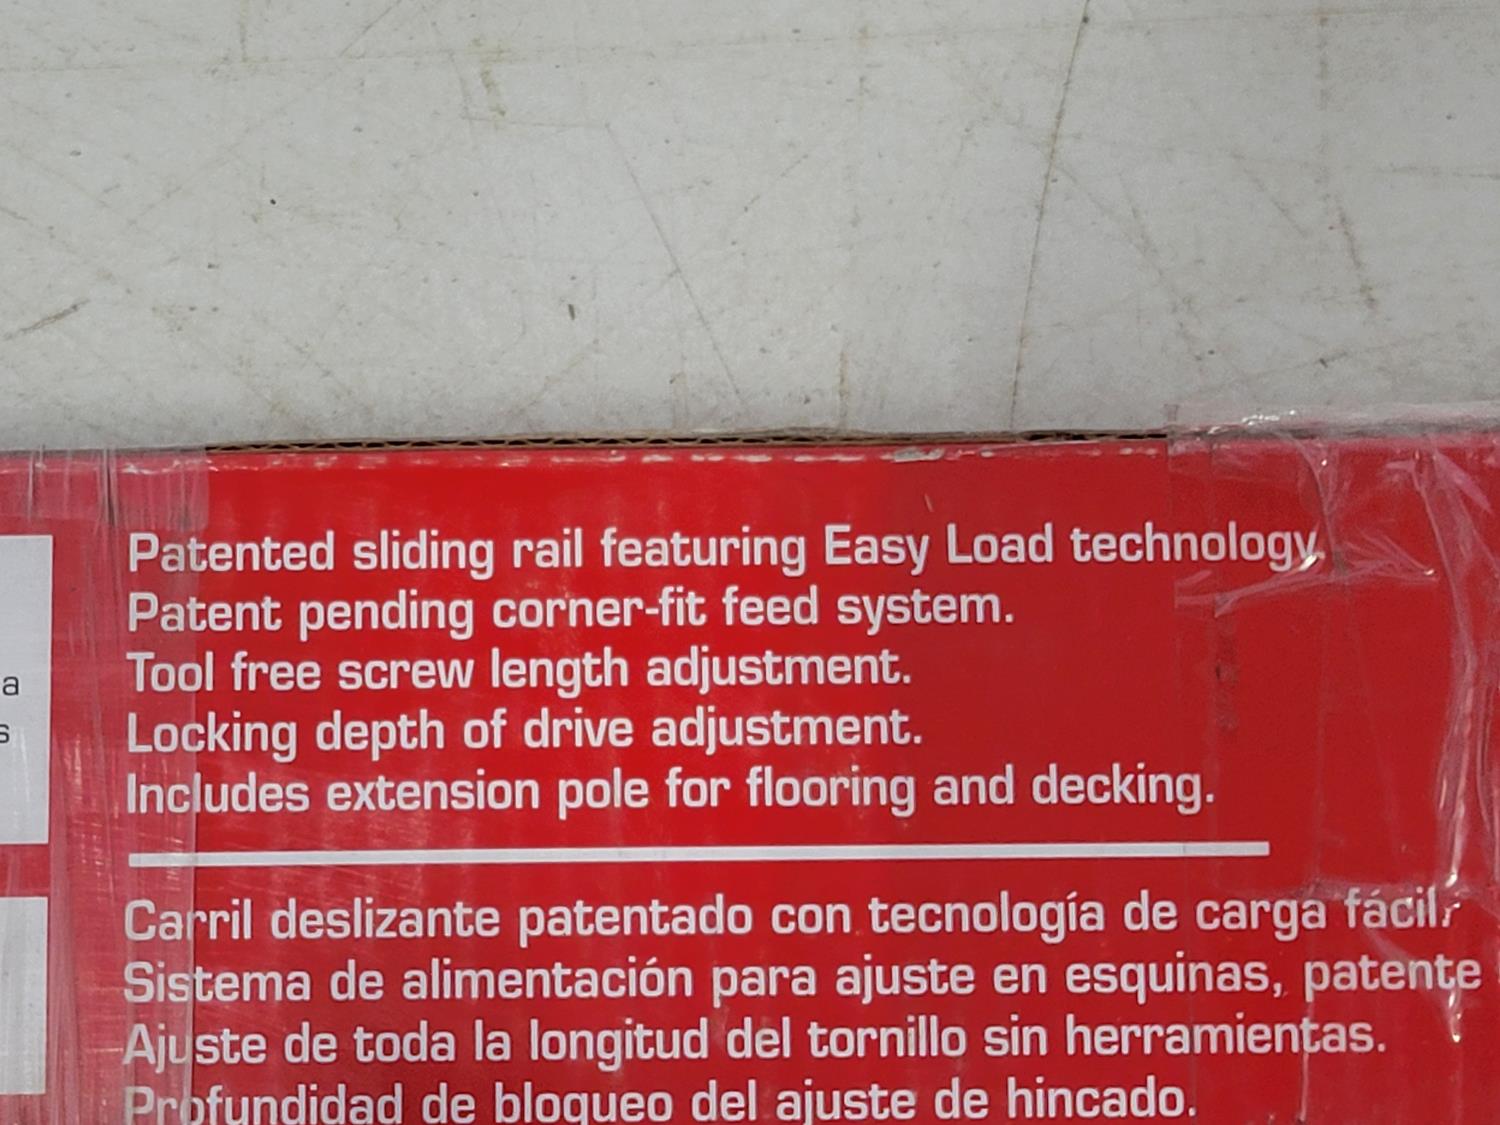 Patented sliding rail featuring Easy Load technology.
Patent pending corner-fit feed system.
Tool free screw length adjustment.
Locking depth of drive adjustment.
Includes extension pole for flooring and decking.
a
s
Carril deslizante patentado con tecnología de carga fácil.
Sistema de alimentación para ajuste en esquinas, patente
Ajuste de toda la longitud del tornillo sin herramientas.
Profundidad de bloqueo del ajuste de hincado.